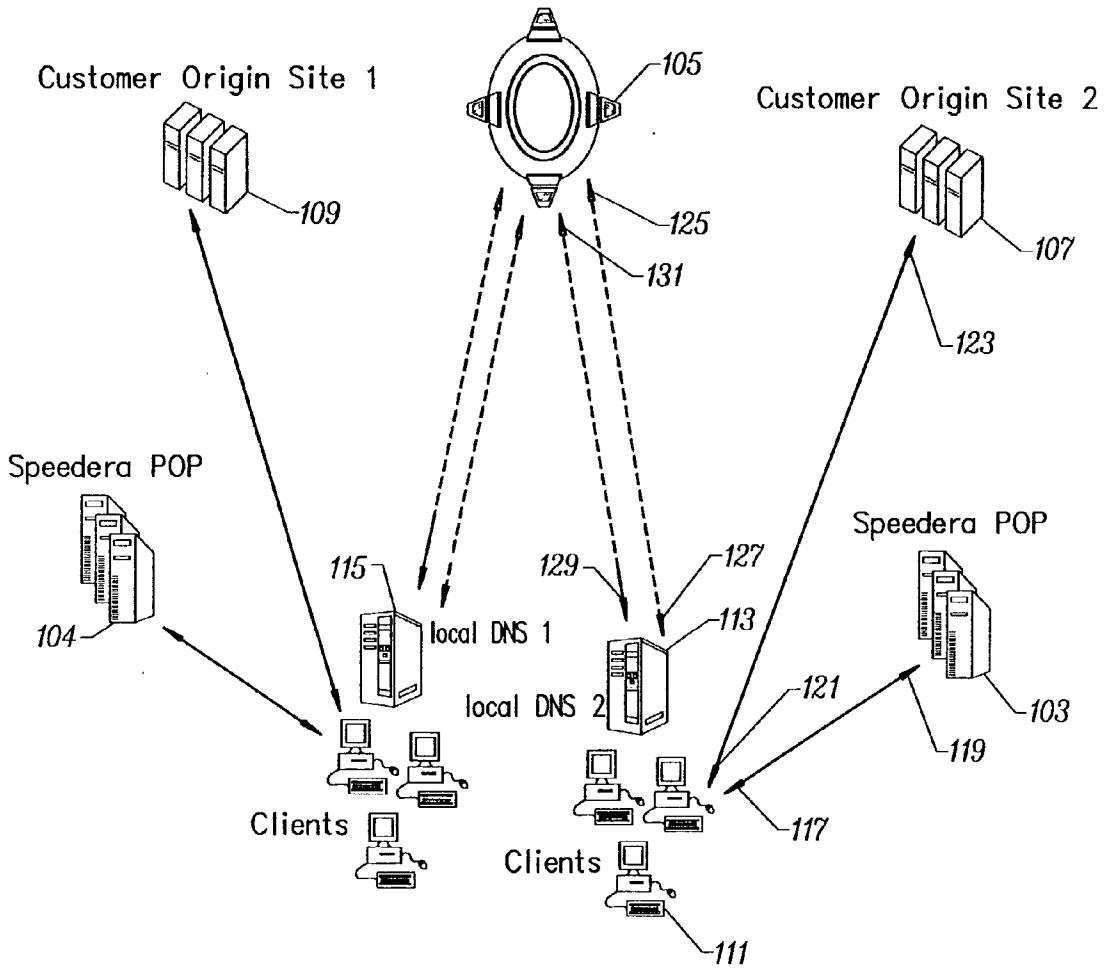 105
Customer Origin Site 1
Customer Origin Site 2
109
125
107
131
123
Speedera POP
Speedera POP
115
129
127
113
local DNS 1
104
121
local DNS 2
103
119
117
Clients
Clients
111